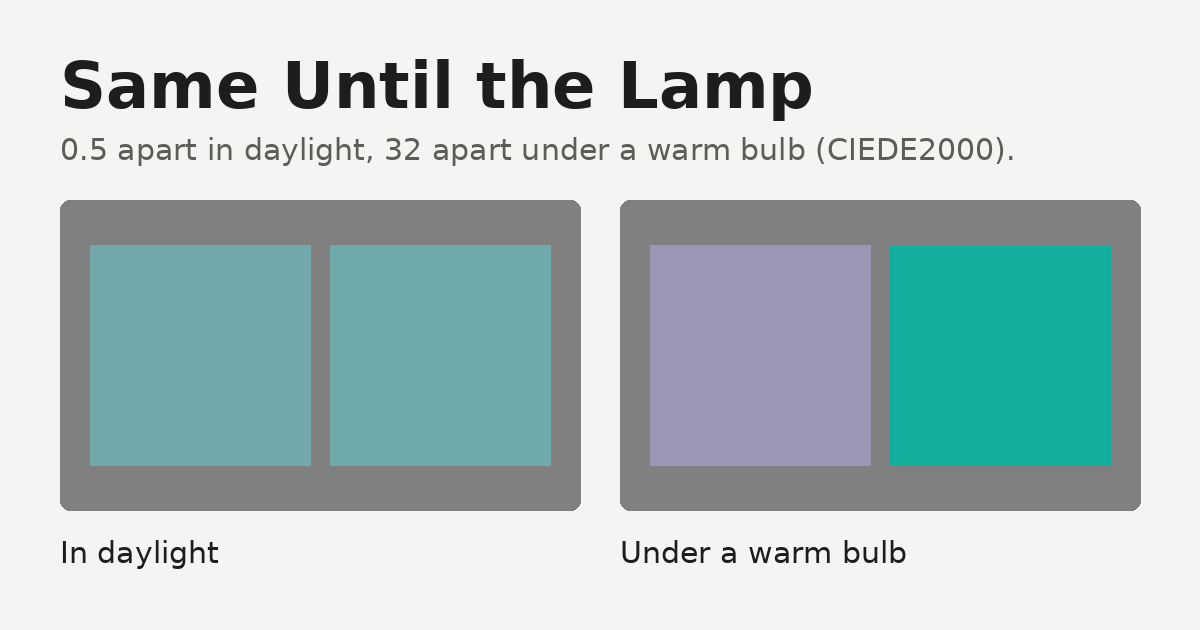 Same Until the Lamp
0.5 apart in daylight, 32 apart under a warm bulb (CIEDE2000).
In daylight
Under a warm bulb